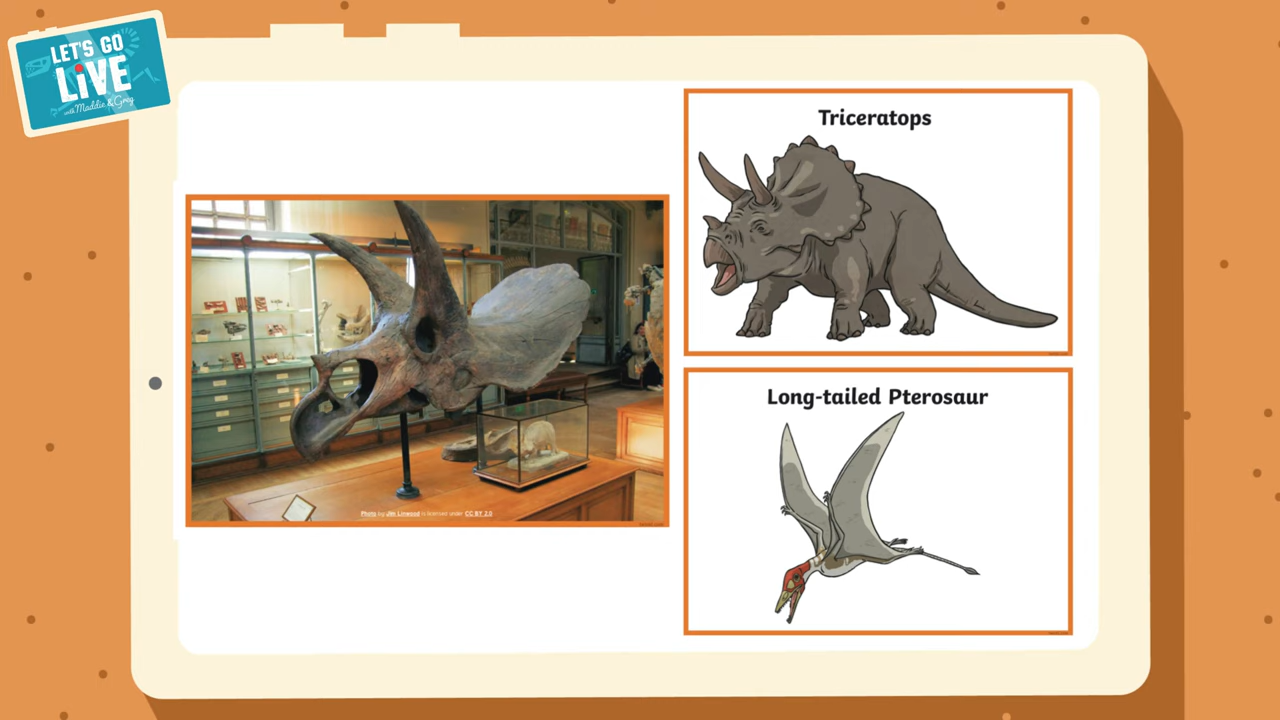 LET'S GO
LiVE
with Maddie & Greg
Triceratops
Photo by Jim Linwood is licensed under CC BY 2.0
Long-tailed Pterosaur